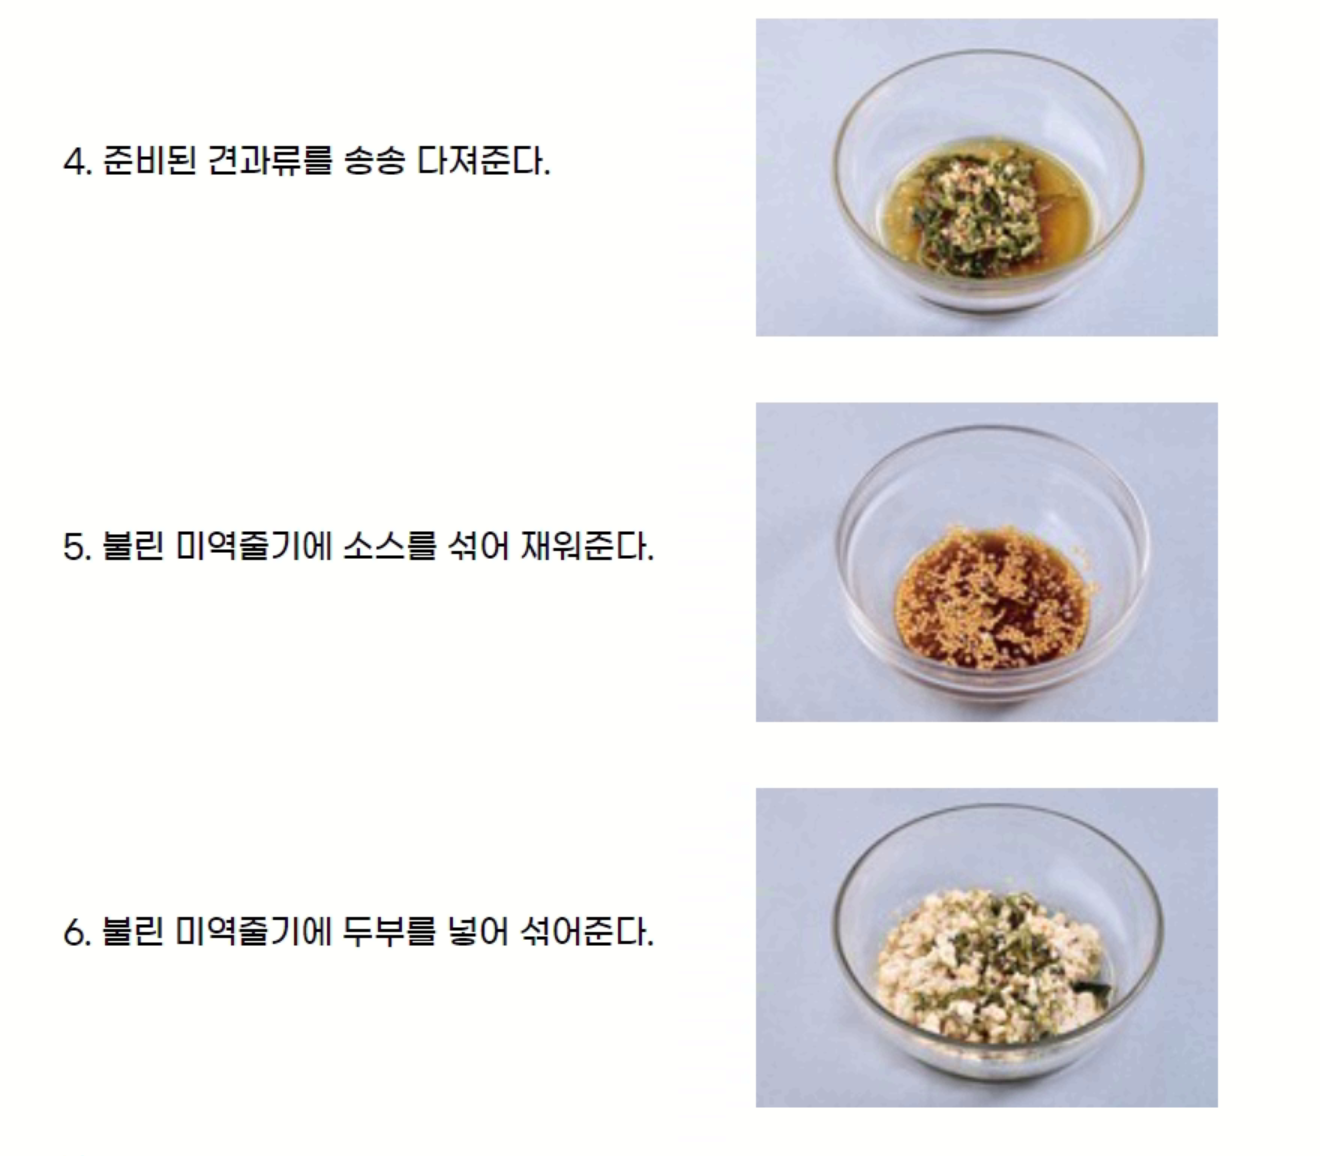 4. 준비된 견과류를 송송 다져준다.
5. 불린 미역줄기에 소스를 섞어 재워준다.
6. 불린 미역줄기에 두부를 넣어 섞어준다.